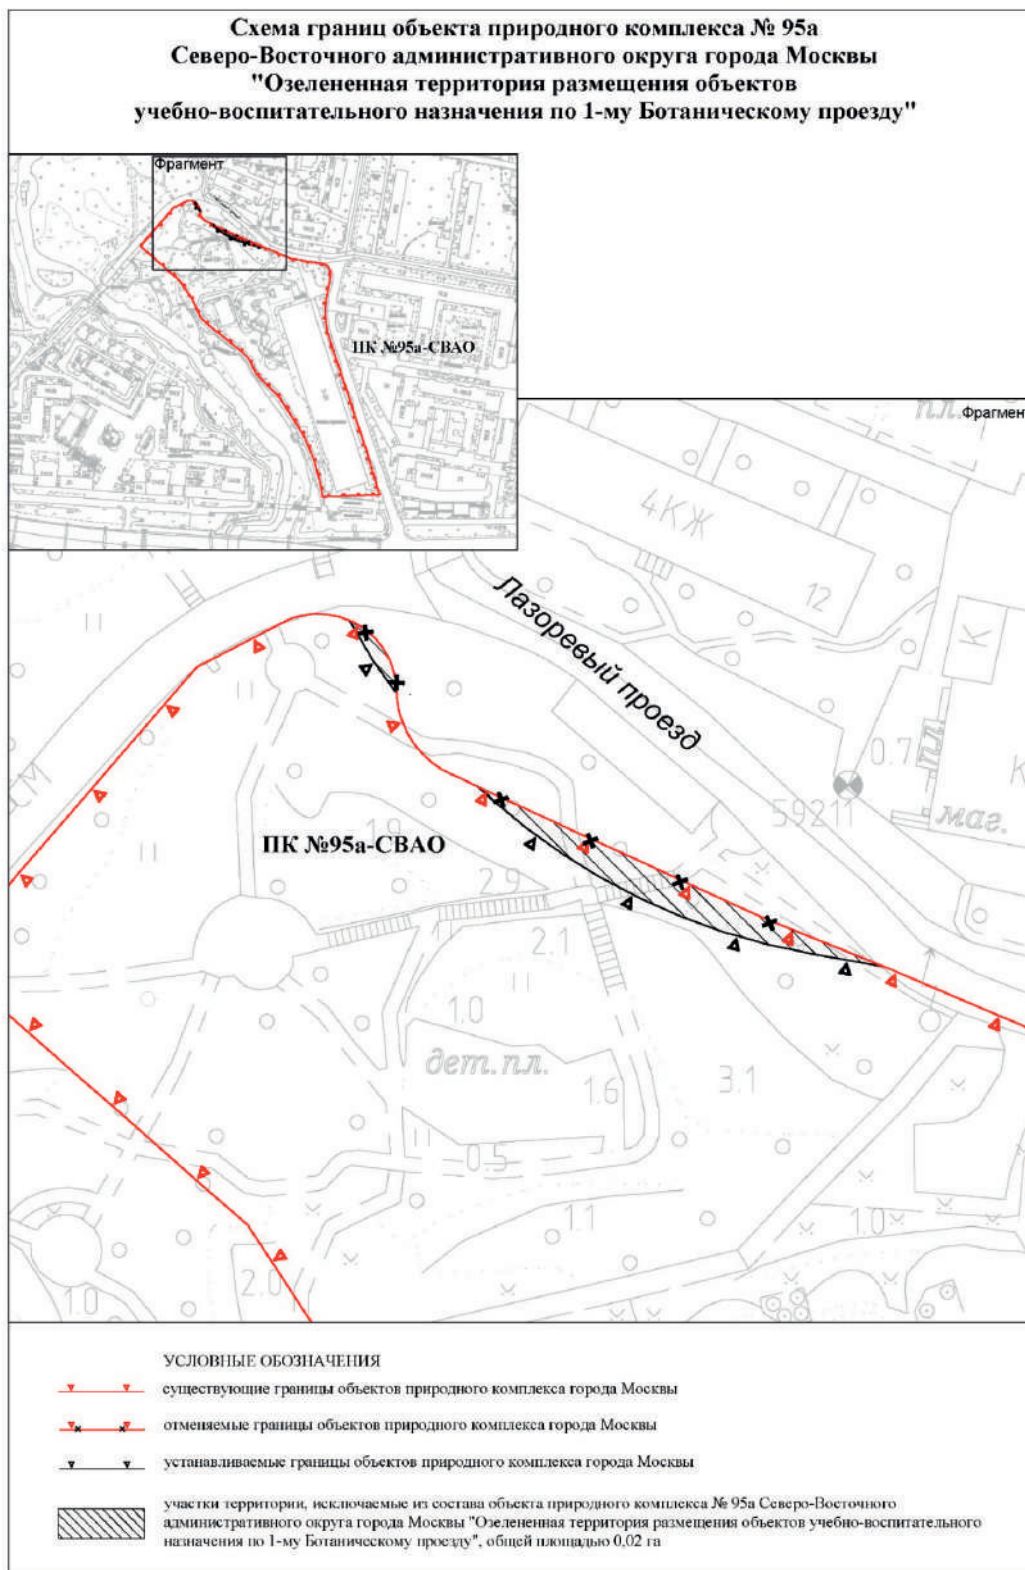 Схема границ объекта природного комплекса № 95а
Северо-Восточного административного округа города Москвы
"Озелененная территория размещения объектов
учебно-воспитательного назначения по 1-му Ботаническому проезду"
Фрагмент
ПК №95а-СВАО
Фрагмент
пл.
4КЖ
12
Лазоревый проезд
К
0.7
пл.
59211
К
маг.
СМ
1.9
ПК №95а-СВАО
2.9
2.1
1.0
дет. пл.
1.6
3.1
0.5
1.1
1.0
2.0
1.0
УСЛОВНЫЕ ОБОЗНАЧЕНИЯ
существующие границы объектов природного комплекса города Москвы
отменяемые границы объектов природного комплекса города Москвы
устанавливаемые границы объектов природного комплекса города Москвы
участки территории, исключаемые из состава объекта природного комплекса № 95а Северо-Восточного
административного округа города Москвы "Озелененная территория размещения объектов учебно-воспитательного
назначения по 1-му Ботаническому проезду", общей площадью 0,02 га